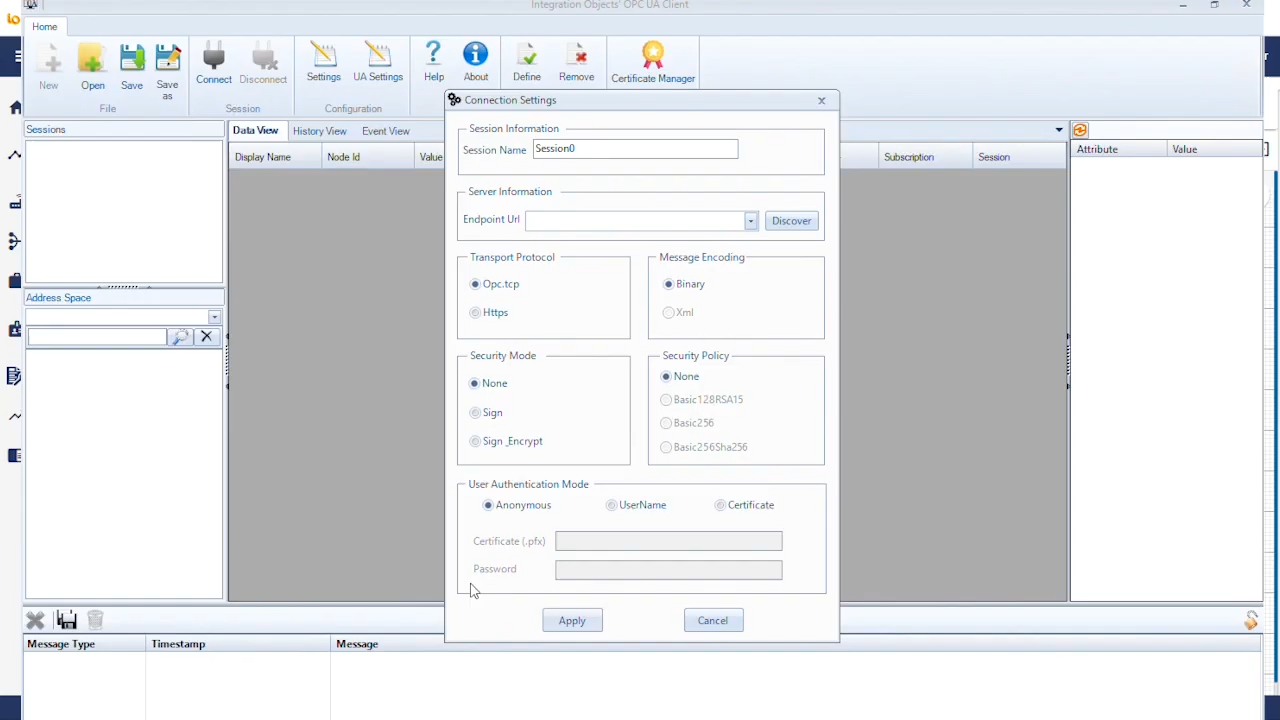 Integration Objects' OPC UA Client
Home
New
Open
Save
Save as
File
Connect
Disconnect
Session
Settings
UA Settings
Configuration
Help
About
Define
Remove
Certificate Manager
Sessions
Data View
History View
Event View
Display Name
Node Id
Value
Subscription
Session
Attribute
Value
Address Space
Connection Settings
Session Information
Session Name
Session0
Server Information
Endpoint Url
Discover
Transport Protocol
Opc.tcp
Https
Message Encoding
Binary
Xml
Security Mode
None
Sign
Sign _Encrypt
Security Policy
None
Basic128RSA15
Basic256
Basic256Sha256
User Authentication Mode
Anonymous
UserName
Certificate
Certificate (.pfx)
Password
Apply
Cancel
Message Type
Timestamp
Message